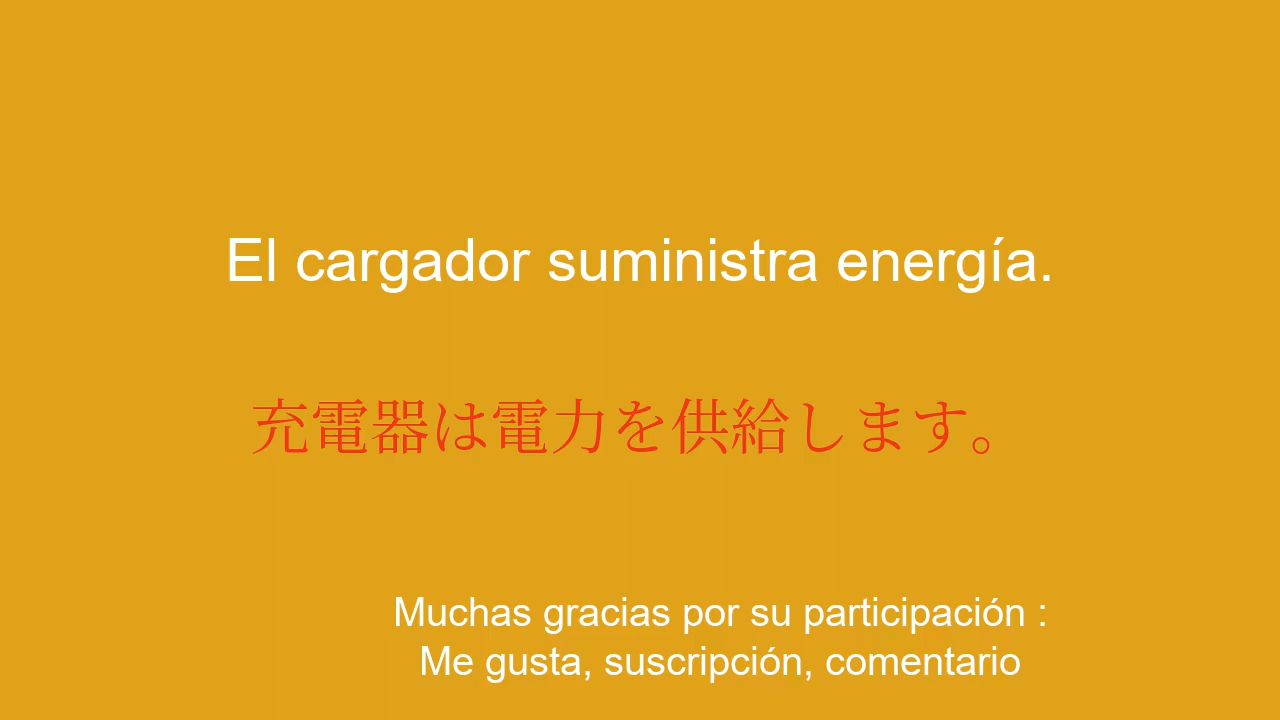 El cargador suministra energía.
充電器は電力を供給します。
Muchas gracias por su participación :
Me gusta, suscripción, comentario